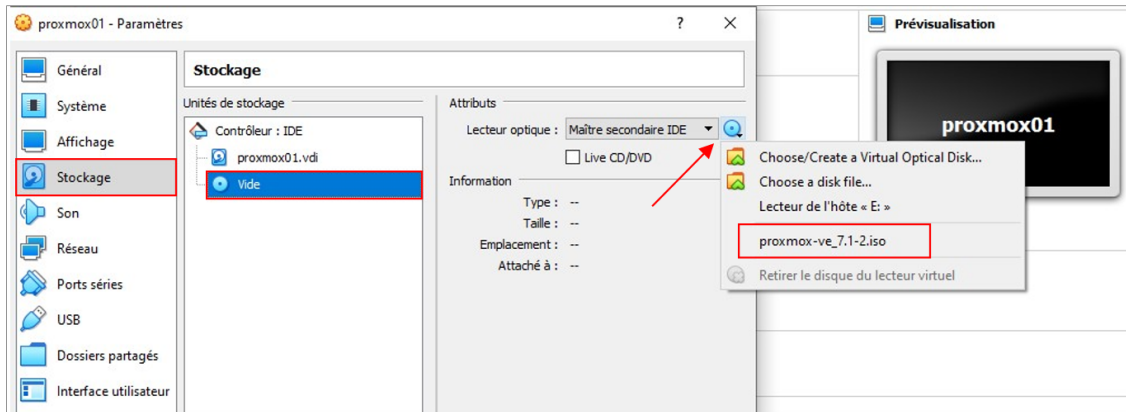 proxmox01 - Paramètres
?
Prévisualisation
proxmox01
Général
Système
Affichage
Stockage
Son
Réseau
Ports séries
USB
Dossiers partagés
Interface utilisateur
Stockage
Unités de stockage
Contrôleur : IDE
proxmox01.vdi
Vide
Attributs
Lecteur optique : Maître secondaire IDE
Live CD/DVD
Information
Type : --
Taille : --
Emplacement : --
Attaché à : --
Choose/Create a Virtual Optical Disk...
Choose a disk file...
Lecteur de l'hôte « E: »
proxmox-ve_7.1-2.iso
Retirer le disque du lecteur virtuel